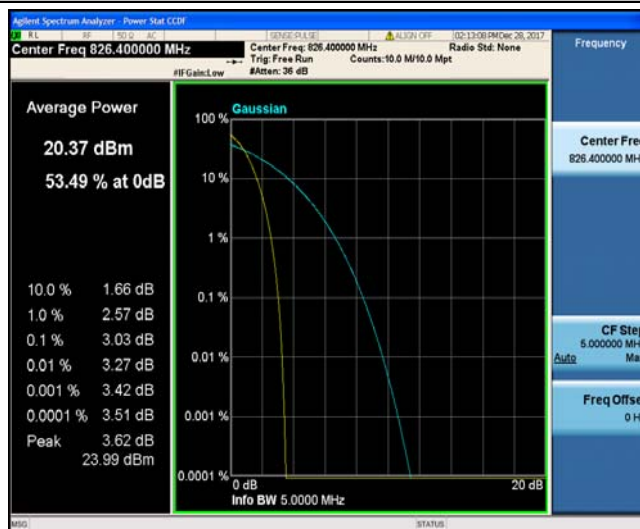 Agilent Spectrum Analyzer - Power Stat CCDF
RL RF 50 Ω AC SENSE:PULSE ALIGN OFF 02:13:08 PM Dec 28, 2017
Center Freq 826.400000 MHz
Center Freq: 826.400000 MHz Radio Std: None
Trig: Free Run Counts:10.0 M/10.0 Mpt
#IFGain:Low #Atten: 36 dB
Frequency
Average Power
20.37 dBm
53.49 % at 0dB
10.0 % 1.66 dB
1.0 % 2.57 dB
0.1 % 3.03 dB
0.01 % 3.27 dB
0.001 % 3.42 dB
0.0001 % 3.51 dB
Peak 3.62 dB
23.99 dBm
Gaussian
100 %
10 %
1 %
0.1 %
0.01 %
0.001 %
0.0001 %
0 dB 20 dB
Info BW 5.0000 MHz
Center Fre
826.400000 MH
CF Step
5.000000 MH
Auto Ma
Freq Offse
0 H
MSG STATUS